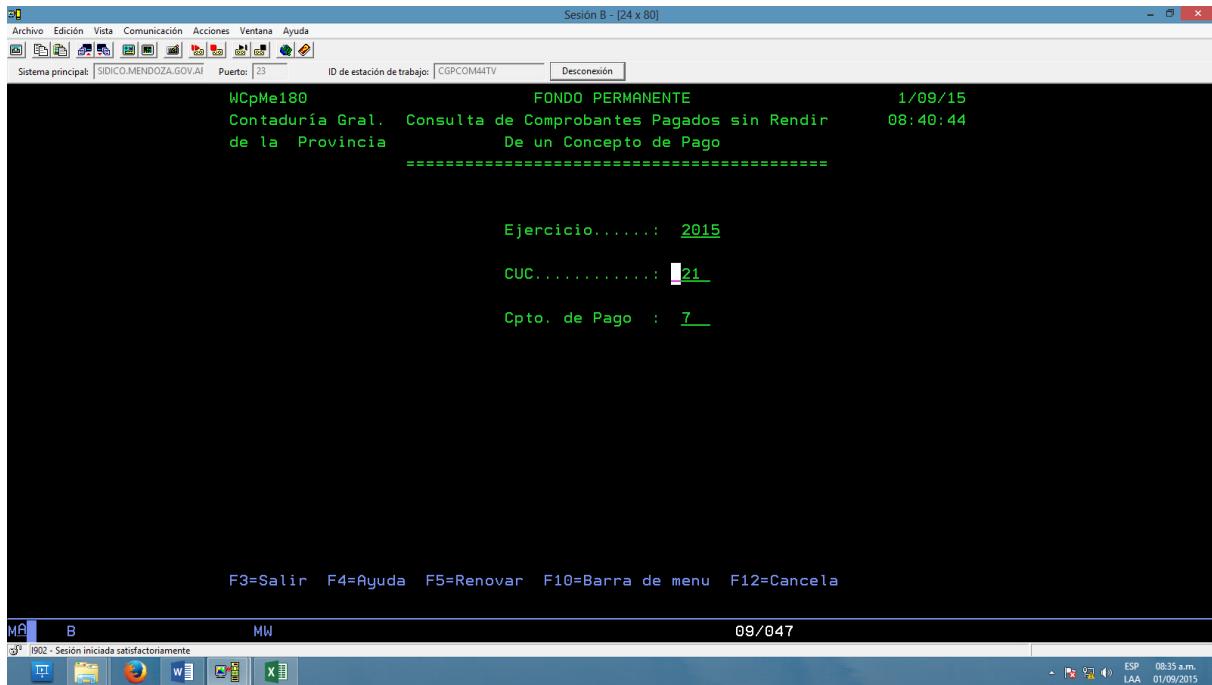 Sesión B - [24 x 80]
Archivo Edición Vista Comunicación Acciones Ventana Ayuda
Sistema principal: SIDICO.MENDOZA.GOV.AR Puerto: 23 ID de estación de trabajo: CGPCOM44TV Desconexión
WCpMe180 FONDO PERMANENTE 1/09/15
Contaduría Gral. Consulta de Comprobantes Pagados sin Rendir 08:40:44
de la Provincia De un Concepto de Pago
===========================================
Ejercicio......: 2015
CUC............: 21
Cpto. de Pago : 7
F3=Salir F4=Ayuda F5=Renovar F10=Barra de menu F12=Cancela
MA B MW 09/047
I902 - Sesión iniciada satisfactoriamente
ESP 08:35 a.m.
LAA 01/09/2015